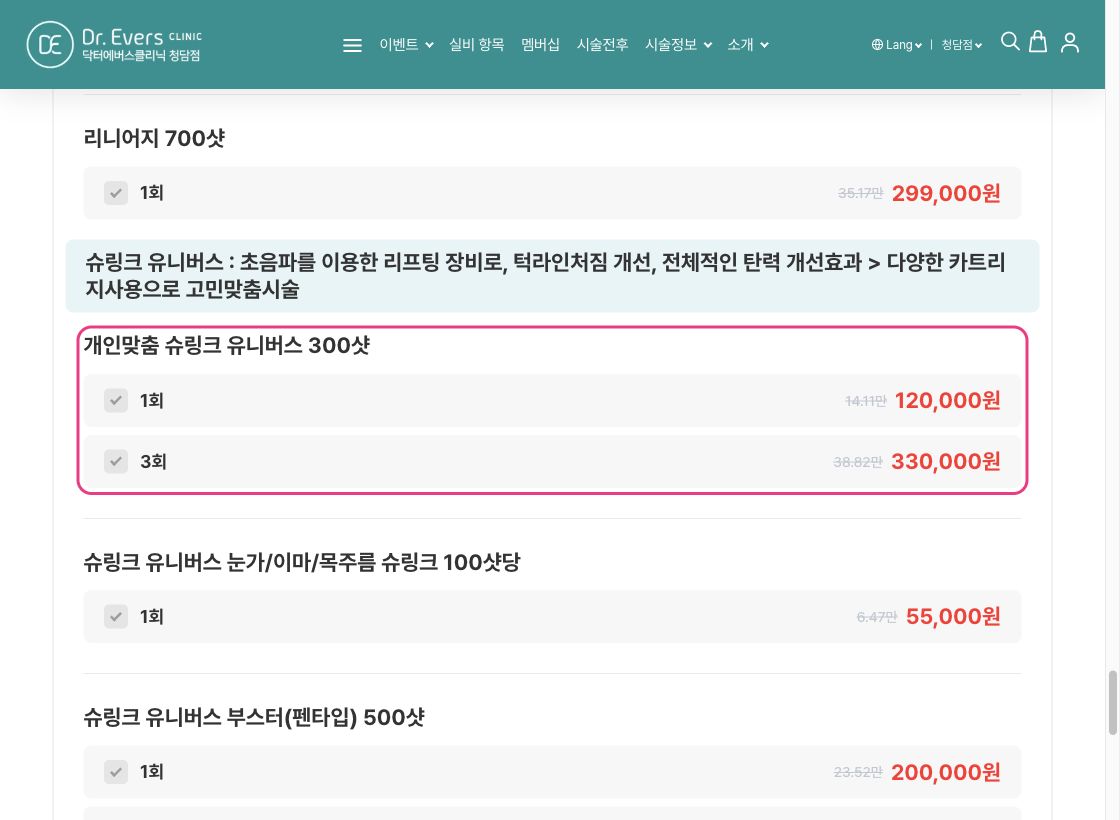 DE Dr. Evers CLINIC
닥터에버스클리닉 청담점
이벤트 실비 항목 멤버십 시술전후 시술정보 소개 Lang | 청담점
리니어지 700샷
1회 35.17만 299,000원
슈링크 유니버스 : 초음파를 이용한 리프팅 장비로, 턱라인처짐 개선, 전체적인 탄력 개선효과 > 다양한 카트리
지사용으로 고민맞춤시술
개인맞춤 슈링크 유니버스 300샷
1회 14.11만 120,000원
3회 38.82만 330,000원
슈링크 유니버스 눈가/이마/목주름 슈링크 100샷당
1회 6.47만 55,000원
슈링크 유니버스 부스터(펜타입) 500샷
1회 23.52만 200,000원